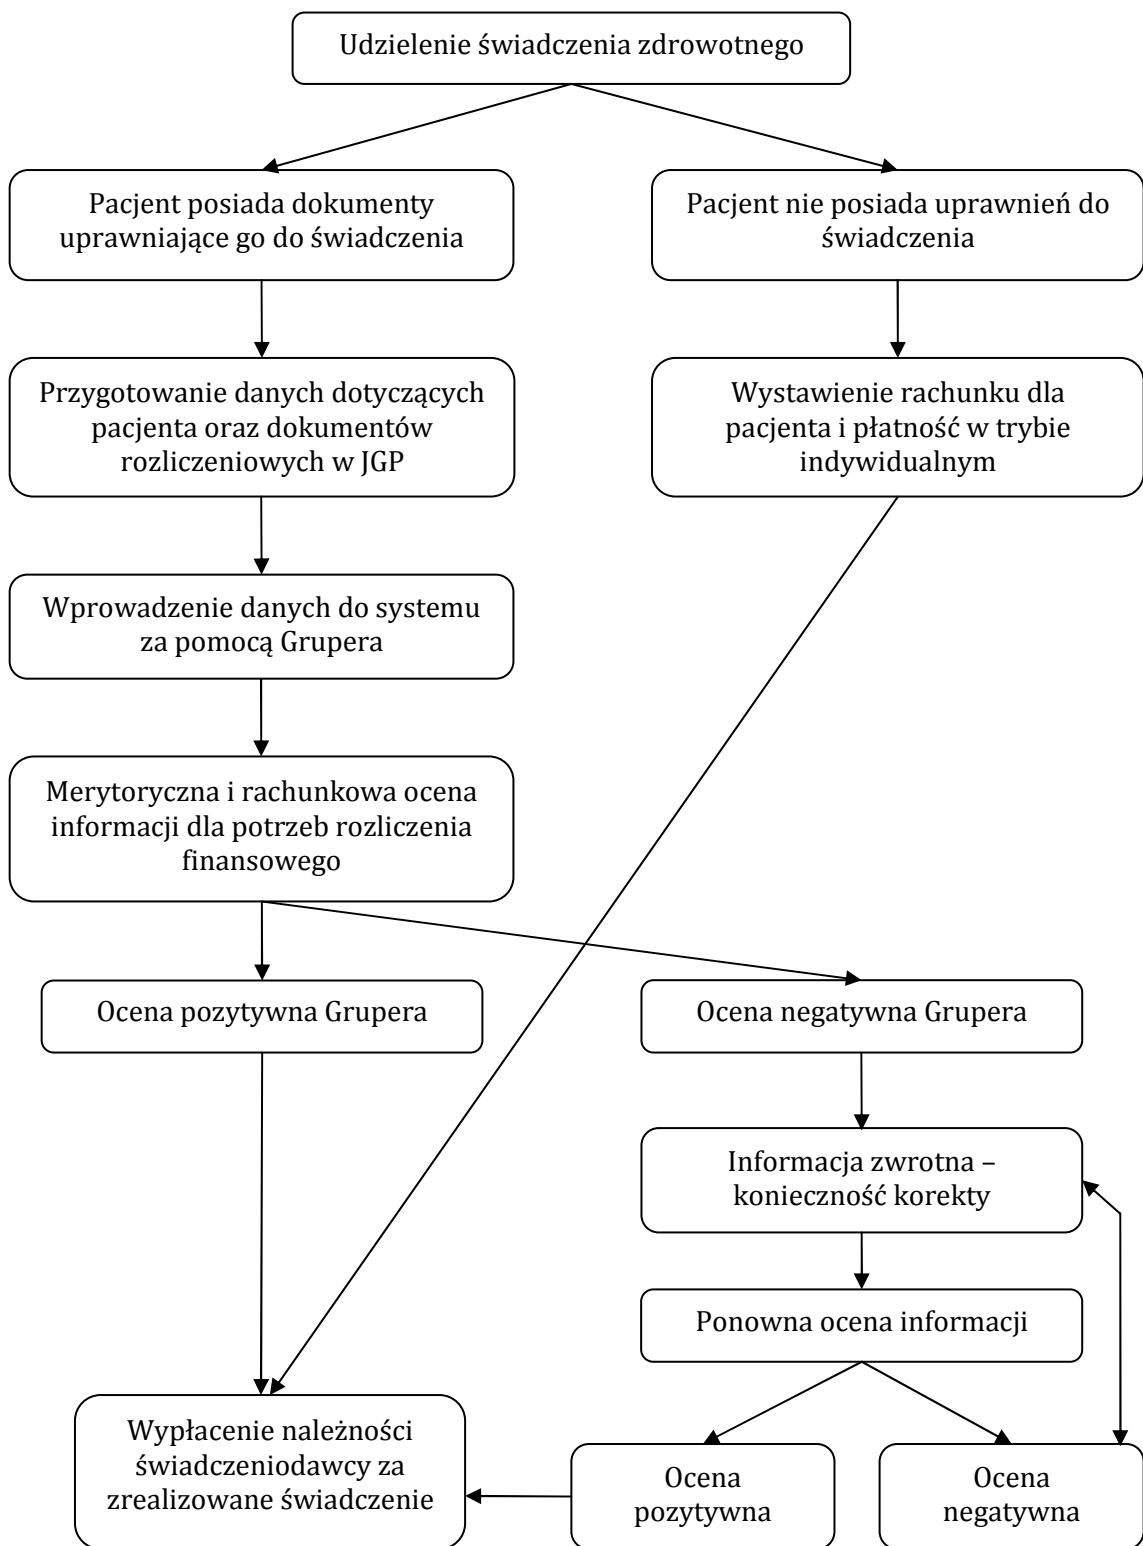 Udzielenie świadczenia zdrowotnego
Pacjent posiada dokumenty
uprawniające go do świadczenia
Pacjent nie posiada uprawnień do
świadczenia
Przygotowanie danych dotyczących
pacjenta oraz dokumentów
rozliczeniowych w JGP
Wystawienie rachunku dla
pacjenta i płatność w trybie
indywidualnym
Wprowadzenie danych do systemu
za pomocą Grupera
Merytoryczna i rachunkowa ocena
informacji dla potrzeb rozliczenia
finansowego
Ocena pozytywna Grupera
Ocena negatywna Grupera
Informacja zwrotna –
konieczność korekty
Ponowna ocena informacji
Wypłacenie należności
świadczeniodawcy za
zrealizowane świadczenie
Ocena
pozytywna
Ocena
negatywna